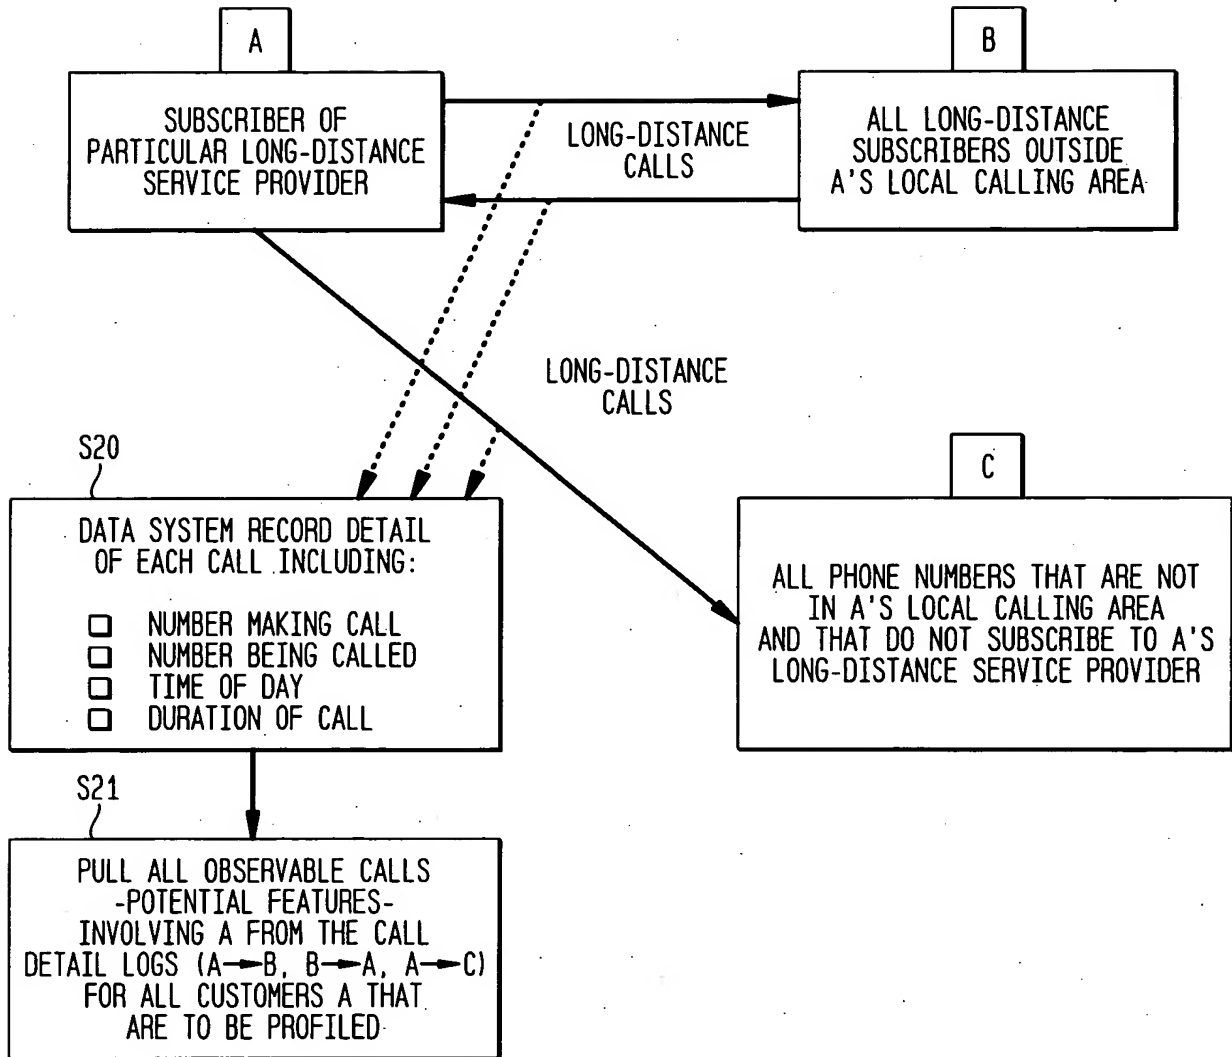 A
SUBSCRIBER OF
PARTICULAR LONG-DISTANCE
SERVICE PROVIDER
LONG-DISTANCE
CALLS
B
ALL LONG-DISTANCE
SUBSCRIBERS OUTSIDE
A'S LOCAL CALLING AREA
LONG-DISTANCE
CALLS
S20
DATA SYSTEM RECORD DETAIL
OF EACH CALL INCLUDING:
☐ NUMBER MAKING CALL
☐ NUMBER BEING CALLED
☐ TIME OF DAY
☐ DURATION OF CALL
C
ALL PHONE NUMBERS THAT ARE NOT
IN A'S LOCAL CALLING AREA
AND THAT DO NOT SUBSCRIBE TO A'S
LONG-DISTANCE SERVICE PROVIDER
S21
PULL ALL OBSERVABLE CALLS
-POTENTIAL FEATURES-
INVOLVING A FROM THE CALL
DETAIL LOGS (A→B, B→A, A→C)
FOR ALL CUSTOMERS A THAT
ARE TO BE PROFILED